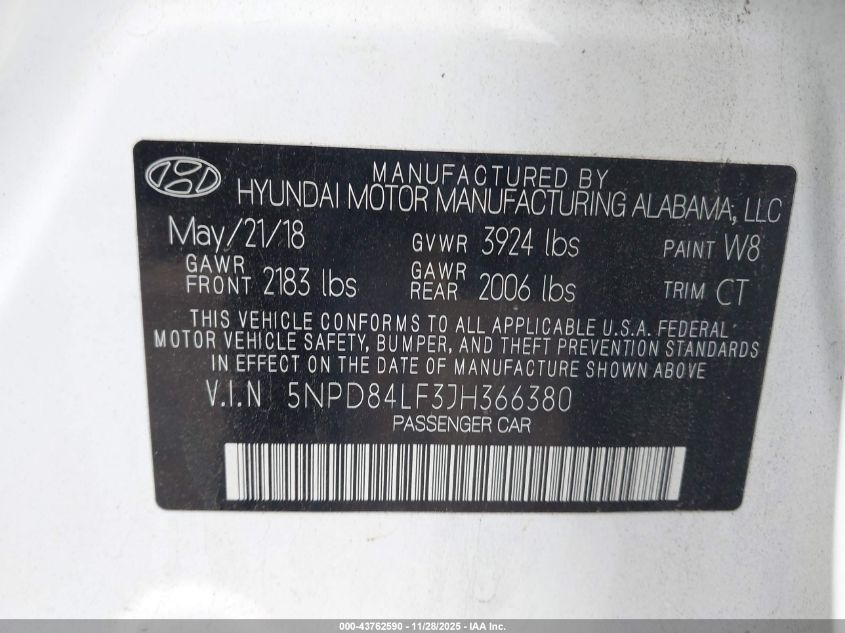 MANUFACTURED BY
HYUNDAI MOTOR MANUFACTURING ALABAMA, LLC
May/21/18 GVWR 3924 lbs PAINT W8
GAWR FRONT 2183 lbs GAWR REAR 2006 lbs TRIM CT
THIS VEHICLE CONFORMS TO ALL APPLICABLE U.S.A. FEDERAL
MOTOR VEHICLE SAFETY, BUMPER, AND THEFT PREVENTION STANDARDS
IN EFFECT ON THE DATE OF MANUFACTURE SHOWN ABOVE
V.I.N 5NPD84LF3JH366380
PASSENGER CAR
000-43762590 - 11/28/2025 - IAA Inc.